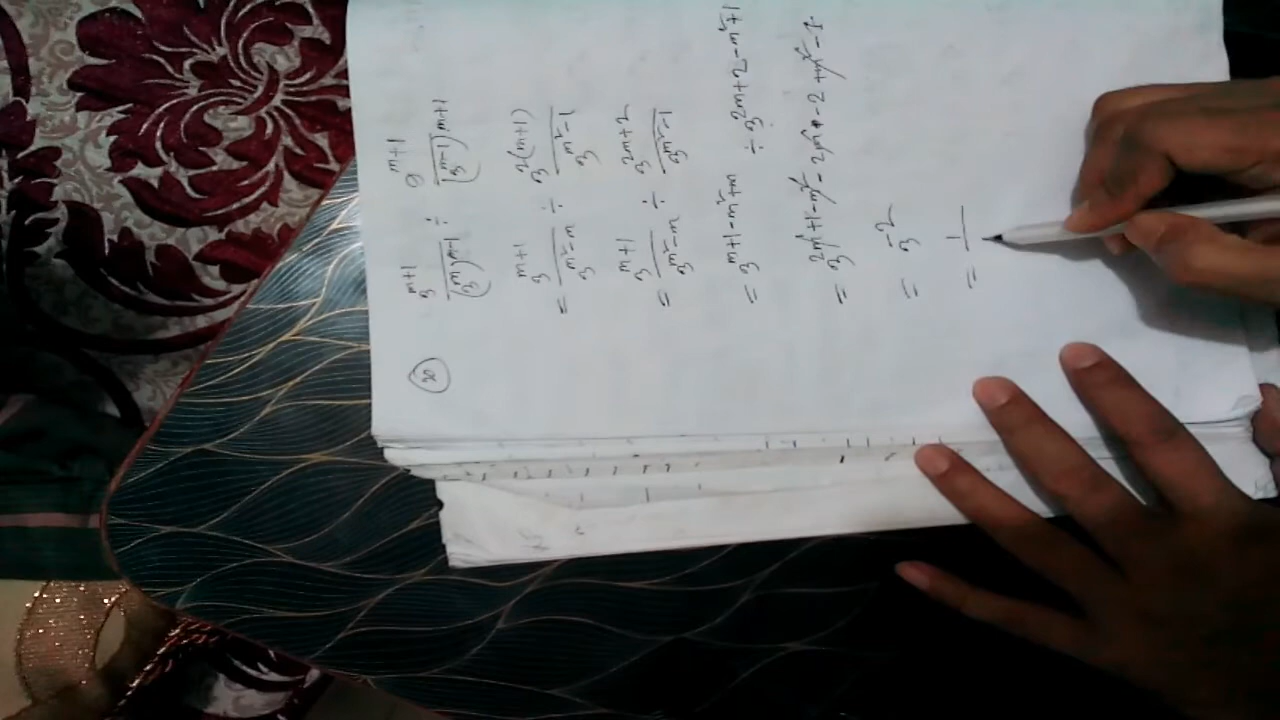 20
3^(m+1) / (3^m)^(m-1) ÷ 9^(m+1) / (3^(m-1))^(m+1)
= 3^(m+1) / 3^(m²-m) ÷ 3^(2(m+1)) / 3^(m²-1)
= 3^(m+1) / 3^(m²-m) ÷ 3^(2m+2) / 3^(m²-1)
= 3^(m+1-m²+m) ÷ 3^(2m+2-m²+1)
= 3^(2m+1-m²-2m-2+m²-1)
= 3^(-2)
= 1